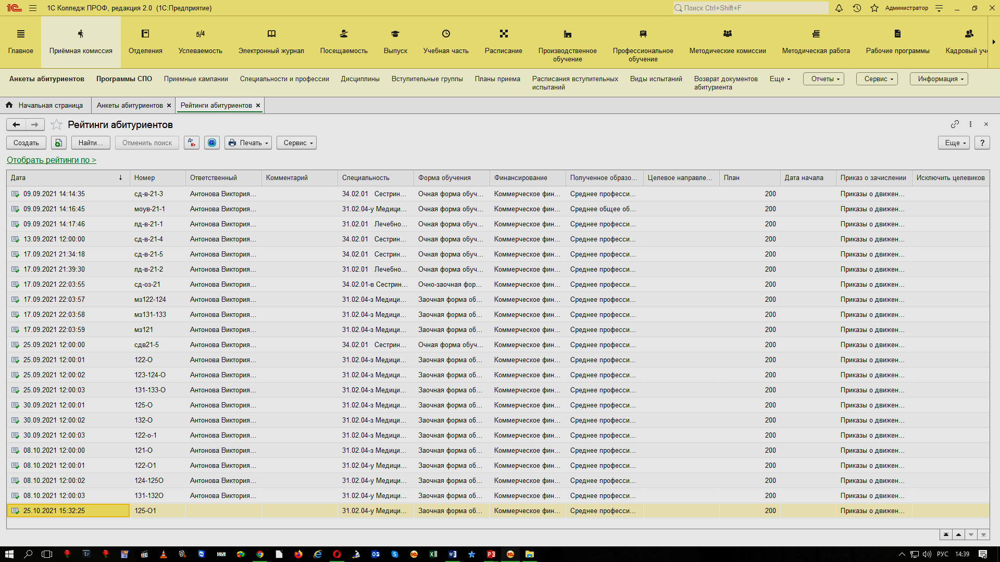 1С Колледж ПРОФ, редакция 2.0 (1С:Предприятие)
Поиск Ctrl+Shift+F
Администратор
Главное
Приёмная комиссия
Отделения
5/4
Успеваемость
Электронный журнал
Посещаемость
Выпуск
Учебная часть
Расписание
Производственное
обучение
Профессиональное
обучение
Методические комиссии
Методическая работа
Рабочие программы
Кадровый уч
Анкеты абитуриентов
Программы СПО
Приемные кампании
Специальности и профессии
Дисциплины
Вступительные группы
Планы приема
Расписания вступительных
испытаний
Виды испытаний
Возврат документов
абитуриента
Еще
Отчеты
Сервис
Информация
Начальная страница
Анкеты абитуриентов ×
Рейтинги абитуриентов ×
Рейтинги абитуриентов
Создать
Найти...
Отменить поиск
Дт
Кт
Печать
Сервис
Еще
?
Отобрать рейтинги по >
Дата Номер Ответственный Комментарий Специальность Форма обучения Финансирование Полученное образо... Целевое направле... План Дата начала Приказ о зачислении Исключить целевиков
09.09.2021 14:14:35 сд-в-21-3 Антонова Виктория... 34.02.01 Сестрин... Очная форма обуч... Коммерческое фин... Среднее професси... 200 Приказы о движен...
09.09.2021 14:16:45 моув-21-1 Антонова Виктория... 31.02.04-у Медици... Очная форма обуч... Коммерческое фин... Среднее общее об... 200 Приказы о движен...
09.09.2021 14:17:46 лд-в-21-1 Антонова Виктория... 31.02.01 Лечебно... Очная форма обуч... Коммерческое фин... Среднее професси... 200 Приказы о движен...
13.09.2021 12:00:00 сд-в-21-4 Антонова Виктория... 34.02.01 Сестрин... Очная форма обуч... Коммерческое фин... Среднее професси... 200 Приказы о движен...
17.09.2021 21:34:18 сд-в-21-5 Антонова Виктория... 34.02.01 Сестрин... Очная форма обуч... Коммерческое фин... Среднее професси... 200 Приказы о движен...
17.09.2021 21:39:30 лд-в-21-2 Антонова Виктория... 31.02.01 Лечебно... Очная форма обуч... Коммерческое фин... Среднее професси... 200 Приказы о движен...
17.09.2021 22:03:55 сд-оз-21 Антонова Виктория... 34.02.01-в Сестрин... Очно-заочная фор... Коммерческое фин... Среднее професси... 200 Приказы о движен...
17.09.2021 22:03:57 мз122-124 Антонова Виктория... 31.02.04-з Медици... Заочная форма об... Коммерческое фин... Среднее професси... 200 Приказы о движен...
17.09.2021 22:03:58 мз131-133 Антонова Виктория... 31.02.04-з Медици... Заочная форма об... Коммерческое фин... Среднее професси... 200 Приказы о движен...
17.09.2021 22:03:59 мз121 Антонова Виктория... 31.02.04-з Медици... Заочная форма об... Коммерческое фин... Среднее професси... 200 Приказы о движен...
25.09.2021 12:00:00 сдв21-5 Антонова Виктория... 34.02.01 Сестрин... Очная форма обуч... Коммерческое фин... Среднее професси... 200 Приказы о движен...
25.09.2021 12:00:01 122-О Антонова Виктория... 31.02.04-з Медици... Заочная форма об... Коммерческое фин... Среднее професси... 200 Приказы о движен...
25.09.2021 12:00:02 123-124-О Антонова Виктория... 31.02.04-з Медици... Заочная форма об... Коммерческое фин... Среднее професси... 200 Приказы о движен...
25.09.2021 12:00:03 131-133-О Антонова Виктория... 31.02.04-з Медици... Заочная форма об... Коммерческое фин... Среднее професси... 200 Приказы о движен...
30.09.2021 12:00:01 125-О Антонова Виктория... 31.02.04-з Медици... Заочная форма об... Коммерческое фин... Среднее професси... 200 Приказы о движен...
30.09.2021 12:00:02 132-О Антонова Виктория... 31.02.04-з Медици... Заочная форма об... Коммерческое фин... Среднее професси... 200 Приказы о движен...
30.09.2021 12:00:03 122-о-1 Антонова Виктория... 31.02.04-з Медици... Заочная форма об... Коммерческое фин... Среднее професси... 200 Приказы о движен...
08.10.2021 12:00:00 121-О Антонова Виктория... 31.02.04-з Медици... Заочная форма об... Коммерческое фин... Среднее професси... 200 Приказы о движен...
08.10.2021 12:00:01 122-О1 Антонова Виктория... 31.02.04-у Медици... Заочная форма об... Коммерческое фин... Среднее професси... 200 Приказы о движен...
08.10.2021 12:00:02 124-125О Антонова Виктория... 31.02.04-у Медици... Заочная форма об... Коммерческое фин... Среднее професси... 200 Приказы о движен...
08.10.2021 12:00:03 131-132О Антонова Виктория... 31.02.04-у Медици... Заочная форма об... Коммерческое фин... Среднее професси... 200 Приказы о движен...
25.10.2021 15:32:25 125-О1 31.02.04-у Медици... Заочная форма об... Коммерческое фин... Среднее професси... 200 Приказы о движен...
РУС 14:39